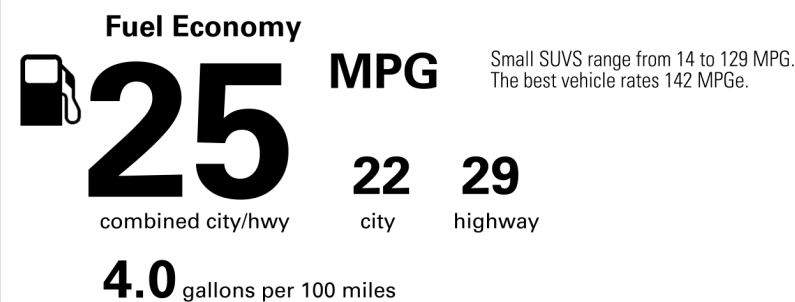 Fuel Economy
25
MPG
Small SUVS range from 14 to 129 MPG.
The best vehicle rates 142 MPGe.
22 29
combined city/hwy city highway
4.0 gallons per 100 miles